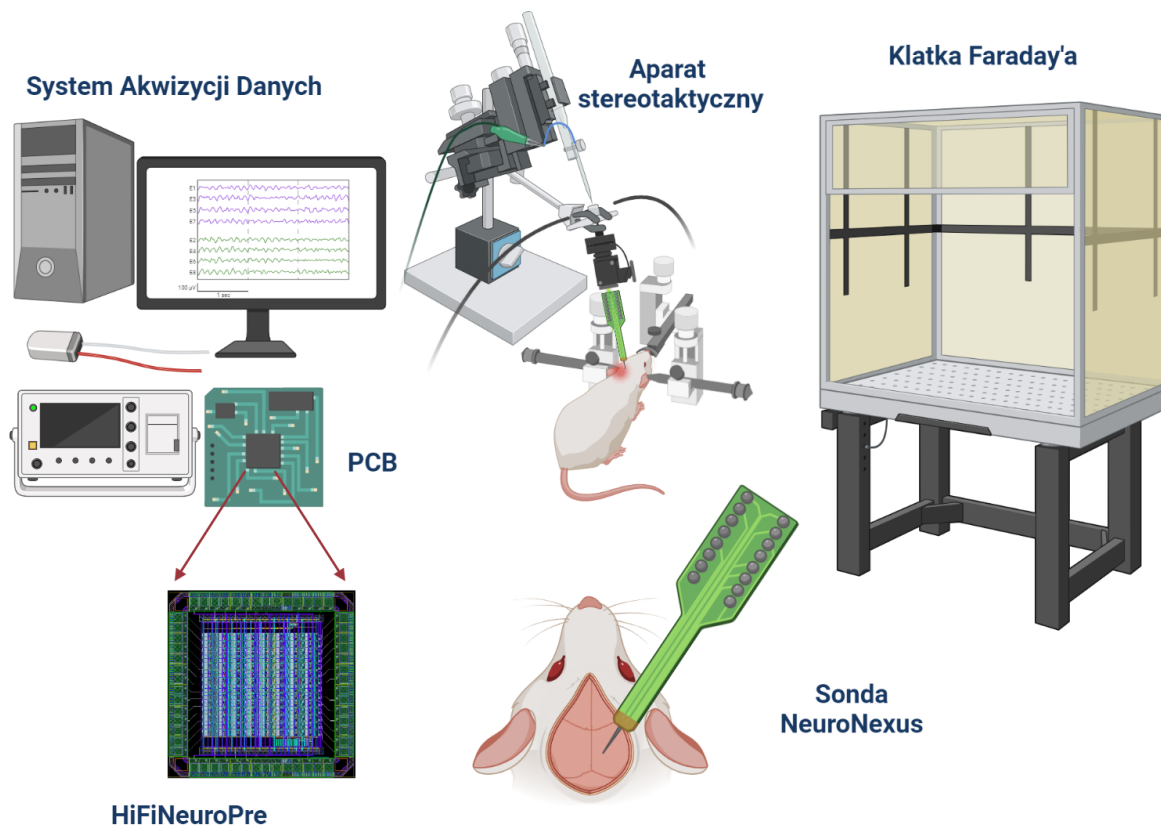 System Akwizycji Danych
Aparat
stereotaktyczny
Klatka Faraday'a
E1
E3
E5
E7
E2
E4
E6
E8
100 μV
1 sec
PCB
HiFiNeuroPre
Sonda
NeuroNexus